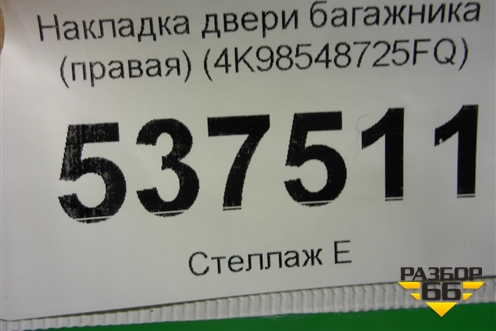 Накладка двери багажника
(правая) (4K98548725FQ)
537511
Стеллаж Е
РАЗБОР
66